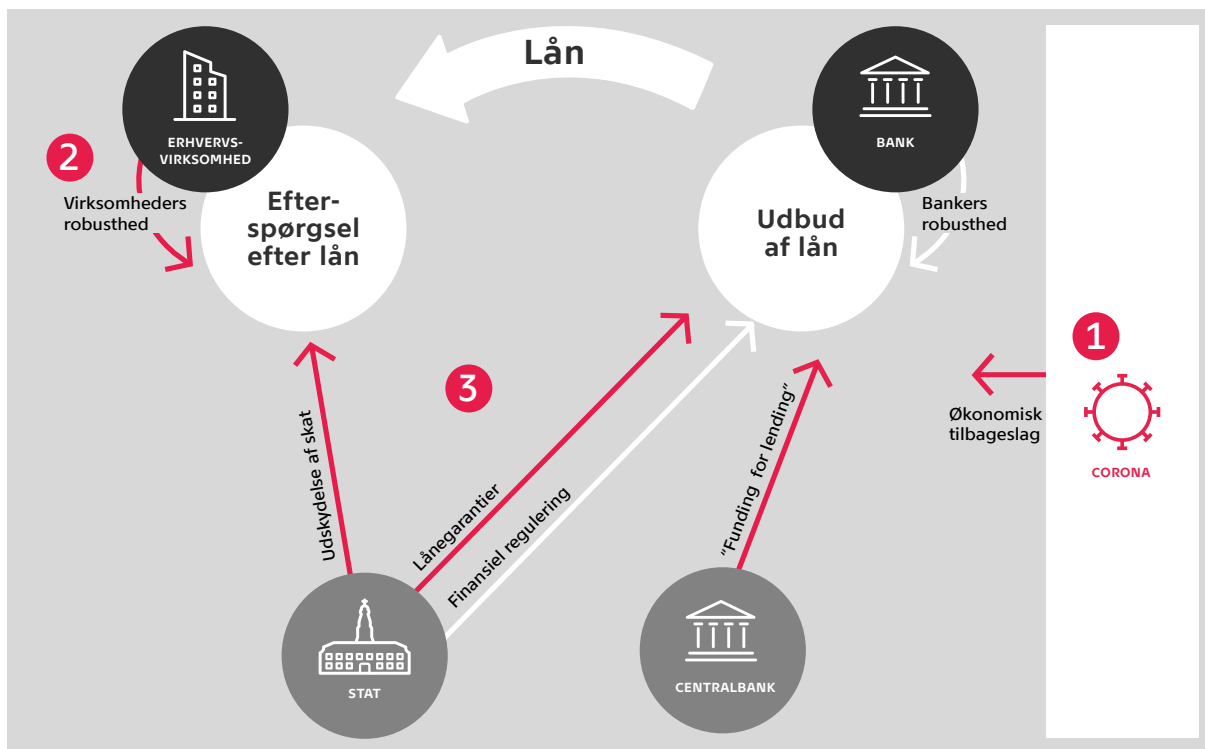 Lån
ERHVERVS-
VIRKSOMHED
BANK
2
Virksomheders
robusthed
Efter-
spørgsel
efter lån
Udbud
af lån
Bankers
robusthed
1
3
Økonomisk
tilbageslag
CORONA
Udskydelse af skat
Lånegarantier
Finansiel regulering
”Funding for lending”
STAT
CENTRALBANK